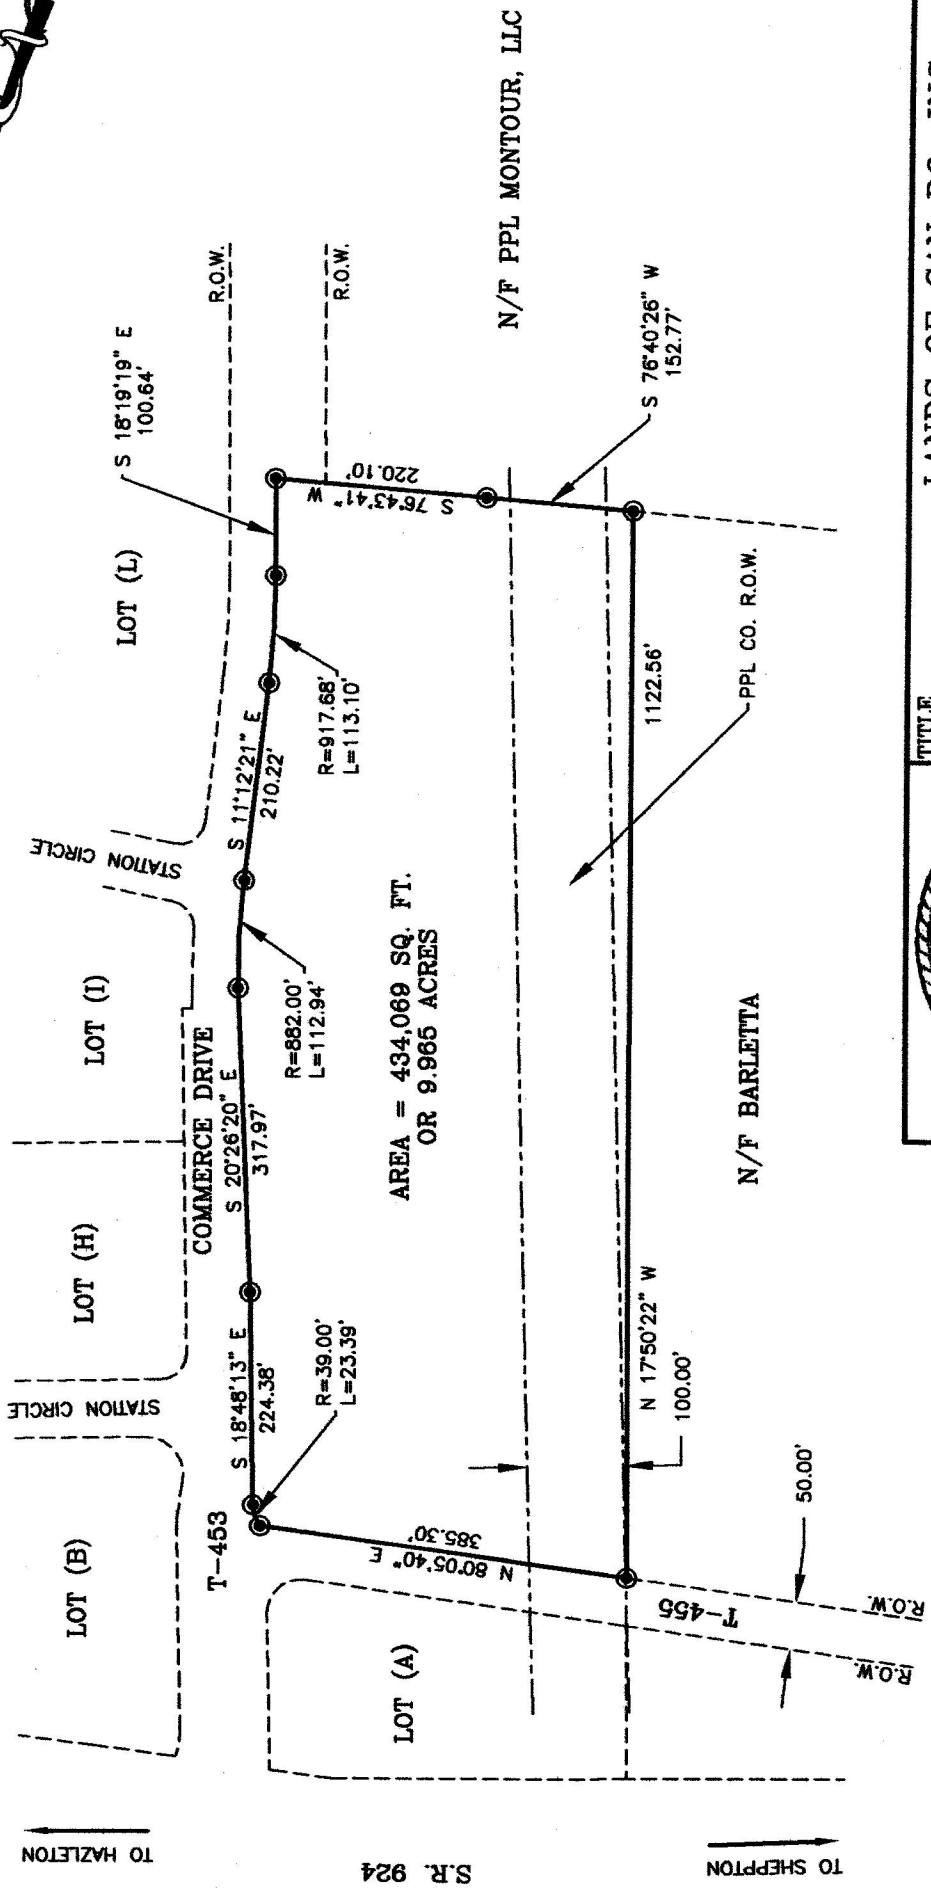 TO HAZLETON
S.R. 924
TO SHEPPTON
LOT (B)
STATION CIRCLE
LOT (H)
LOT (I)
STATION CIRCLE
LOT (L)
T-453
COMMERCE DRIVE
S 18°48'13" E
224.38'
R=39.00'
L=23.39'
S 20°26'20" E
317.97'
R=882.00'
L=112.94'
S 11°12'21" E
210.22'
R=917.68'
L=113.10'
S 18°19'19" E
100.64'
R.O.W.
R.O.W.
N/F PPL MONTOUR, LLC
S 76°43'41" W
220.10'
S 76°40'26" W
152.77'
AREA = 434,069 SQ. FT.
OR 9.965 ACRES
N 80°05'40" E
385.30'
LOT (A)
T-455
R.O.W.
R.O.W.
50.00'
100.00'
N 17°50'22" W
1122.56'
PPL CO. R.O.W.
N/F BARLETTA
TITLE